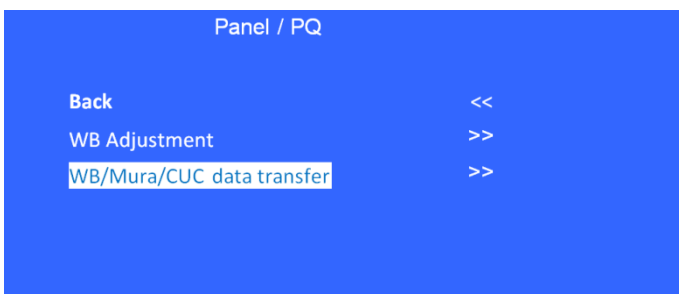 Panel / PQ
Back <<
WB Adjustment >>
WB/Mura/CUC data transfer >>